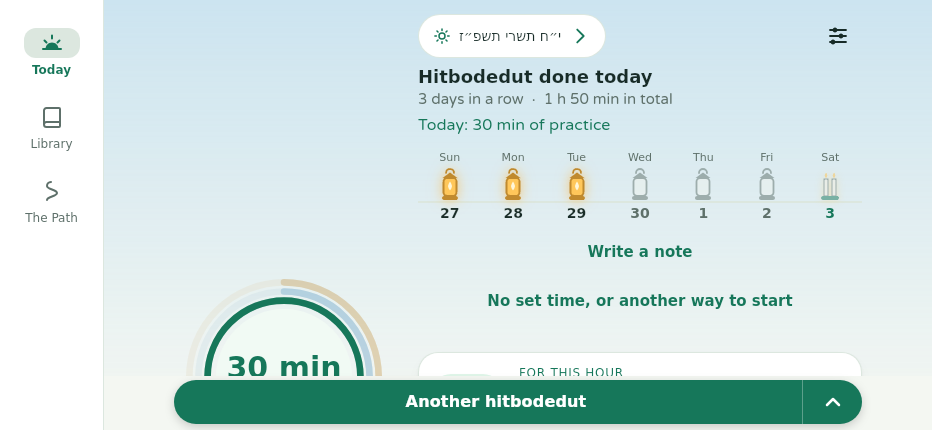 Today
Library
The Path
י״ח תשרי תשפ״ז
Hitbodedut done today
3 days in a row · 1 h 50 min in total
Today: 30 min of practice
Sun Mon Tue Wed Thu Fri Sat
27 28 29 30 1 2 3
Write a note
No set time, or another way to start
30 min
FOR THIS HOUR
Another hitbodedut